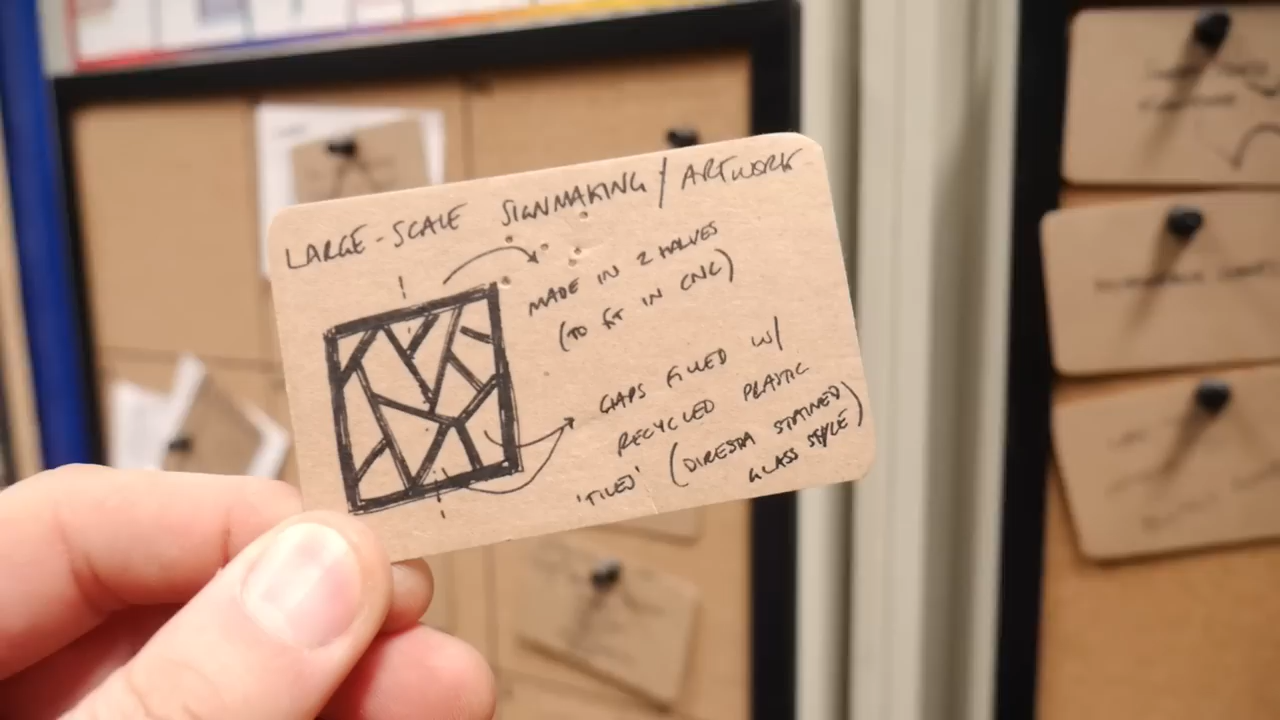 LARGE-SCALE SIGNMAKING / ARTWORK
MADE IN 2 HALVES
(TO FIT IN CNC)
GAPS FILLED W/
RECYCLED PLASTIC
'TILES' (DIRESTA STAINED
GLASS STYLE)